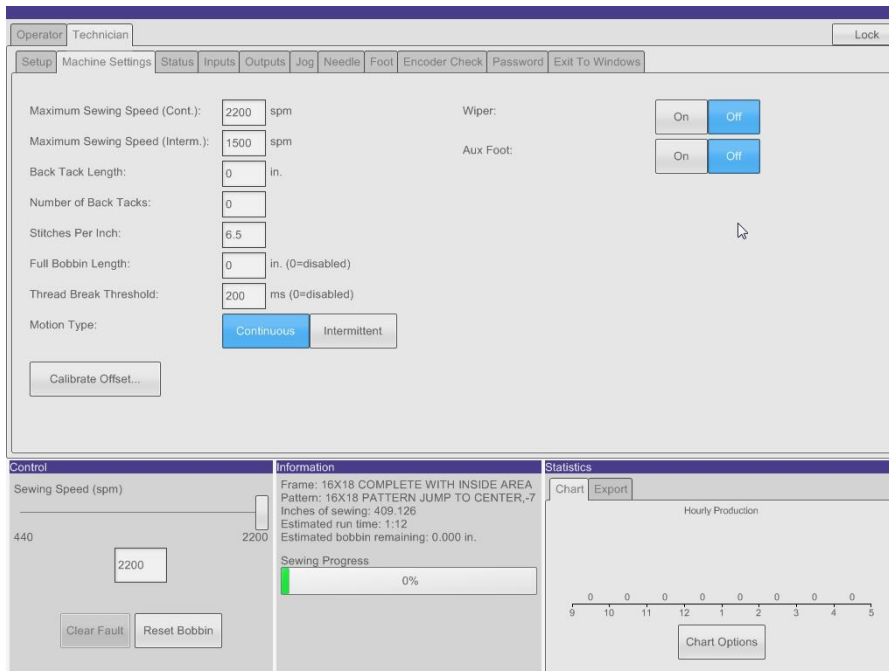 Operator Technician Lock
Setup Machine Settings Status Inputs Outputs Jog Needle Foot Encoder Check Password Exit To Windows
Maximum Sewing Speed (Cont.): 2200 spm
Maximum Sewing Speed (Interm.): 1500 spm
Back Tack Length: 0 in.
Number of Back Tacks: 0
Stitches Per Inch: 6.5
Full Bobbin Length: 0 in. (0=disabled)
Thread Break Threshold: 200 ms (0=disabled)
Motion Type: Continuous Intermittent
Calibrate Offset...
Wiper: On Off
Aux Foot: On Off
Control
Sewing Speed (spm)
440 2200
2200
Clear Fault Reset Bobbin
Information
Frame: 16X18 COMPLETE WITH INSIDE AREA
Pattern: 16X18 PATTERN JUMP TO CENTER,-7
Inches of sewing: 409.126
Estimated run time: 1:12
Estimated bobbin remaining: 0.000 in.
Sewing Progress
0%
Statistics
Chart Export
Hourly Production
0 0 0 0 0 0 0 0
9 10 11 12 1 2 3 4 5
Chart Options